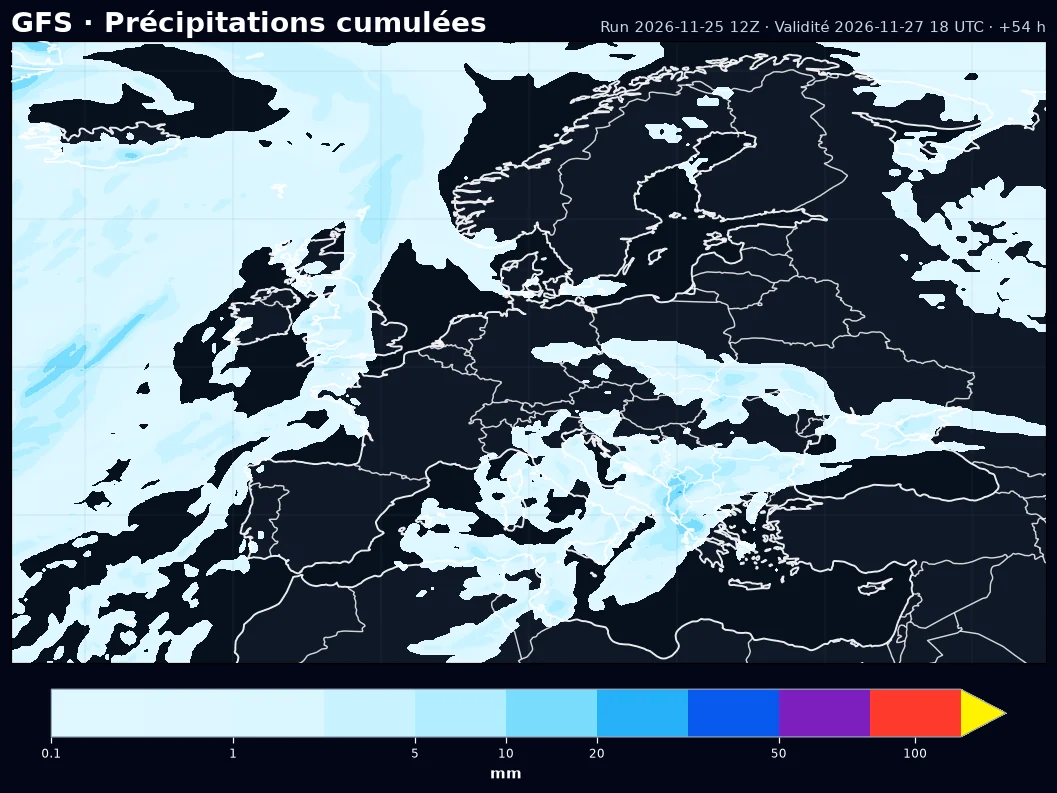 GFS · Précipitations cumulées
Run 2026-11-25 12Z · Validité 2026-11-27 18 UTC · +54 h
0.1 1 5 10 20 50 100
mm